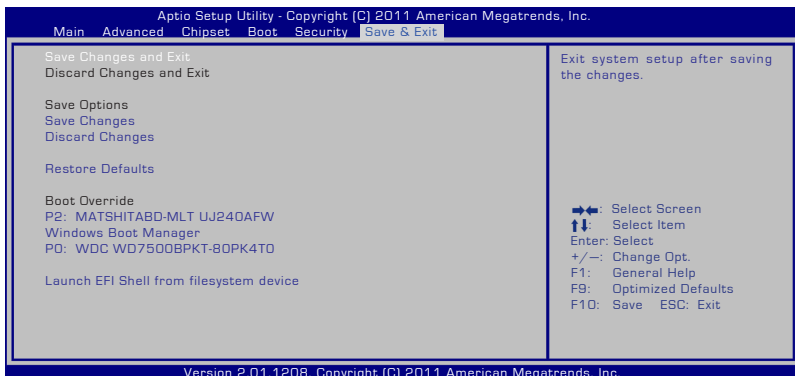 Aptio Setup Utility - Copyright (C) 2011 American Megatrends, Inc.
Main Advanced Chipset Boot Security Save & Exit
Save Changes and Exit
Discard Changes and Exit
Save Options
Save Changes
Discard Changes
Restore Defaults
Boot Override
P2: MATSHITABD-MLT UJ240AFW
Windows Boot Manager
P0: WDC WD7500BPKT-80PK4T0
Launch EFI Shell from filesystem device
Exit system setup after saving
the changes.
→←: Select Screen
↑↓: Select Item
Enter: Select
+/—: Change Opt.
F1: General Help
F9: Optimized Defaults
F10: Save ESC: Exit
Version 2.01.1208. Copyright (C) 2011 American Megatrends, Inc.